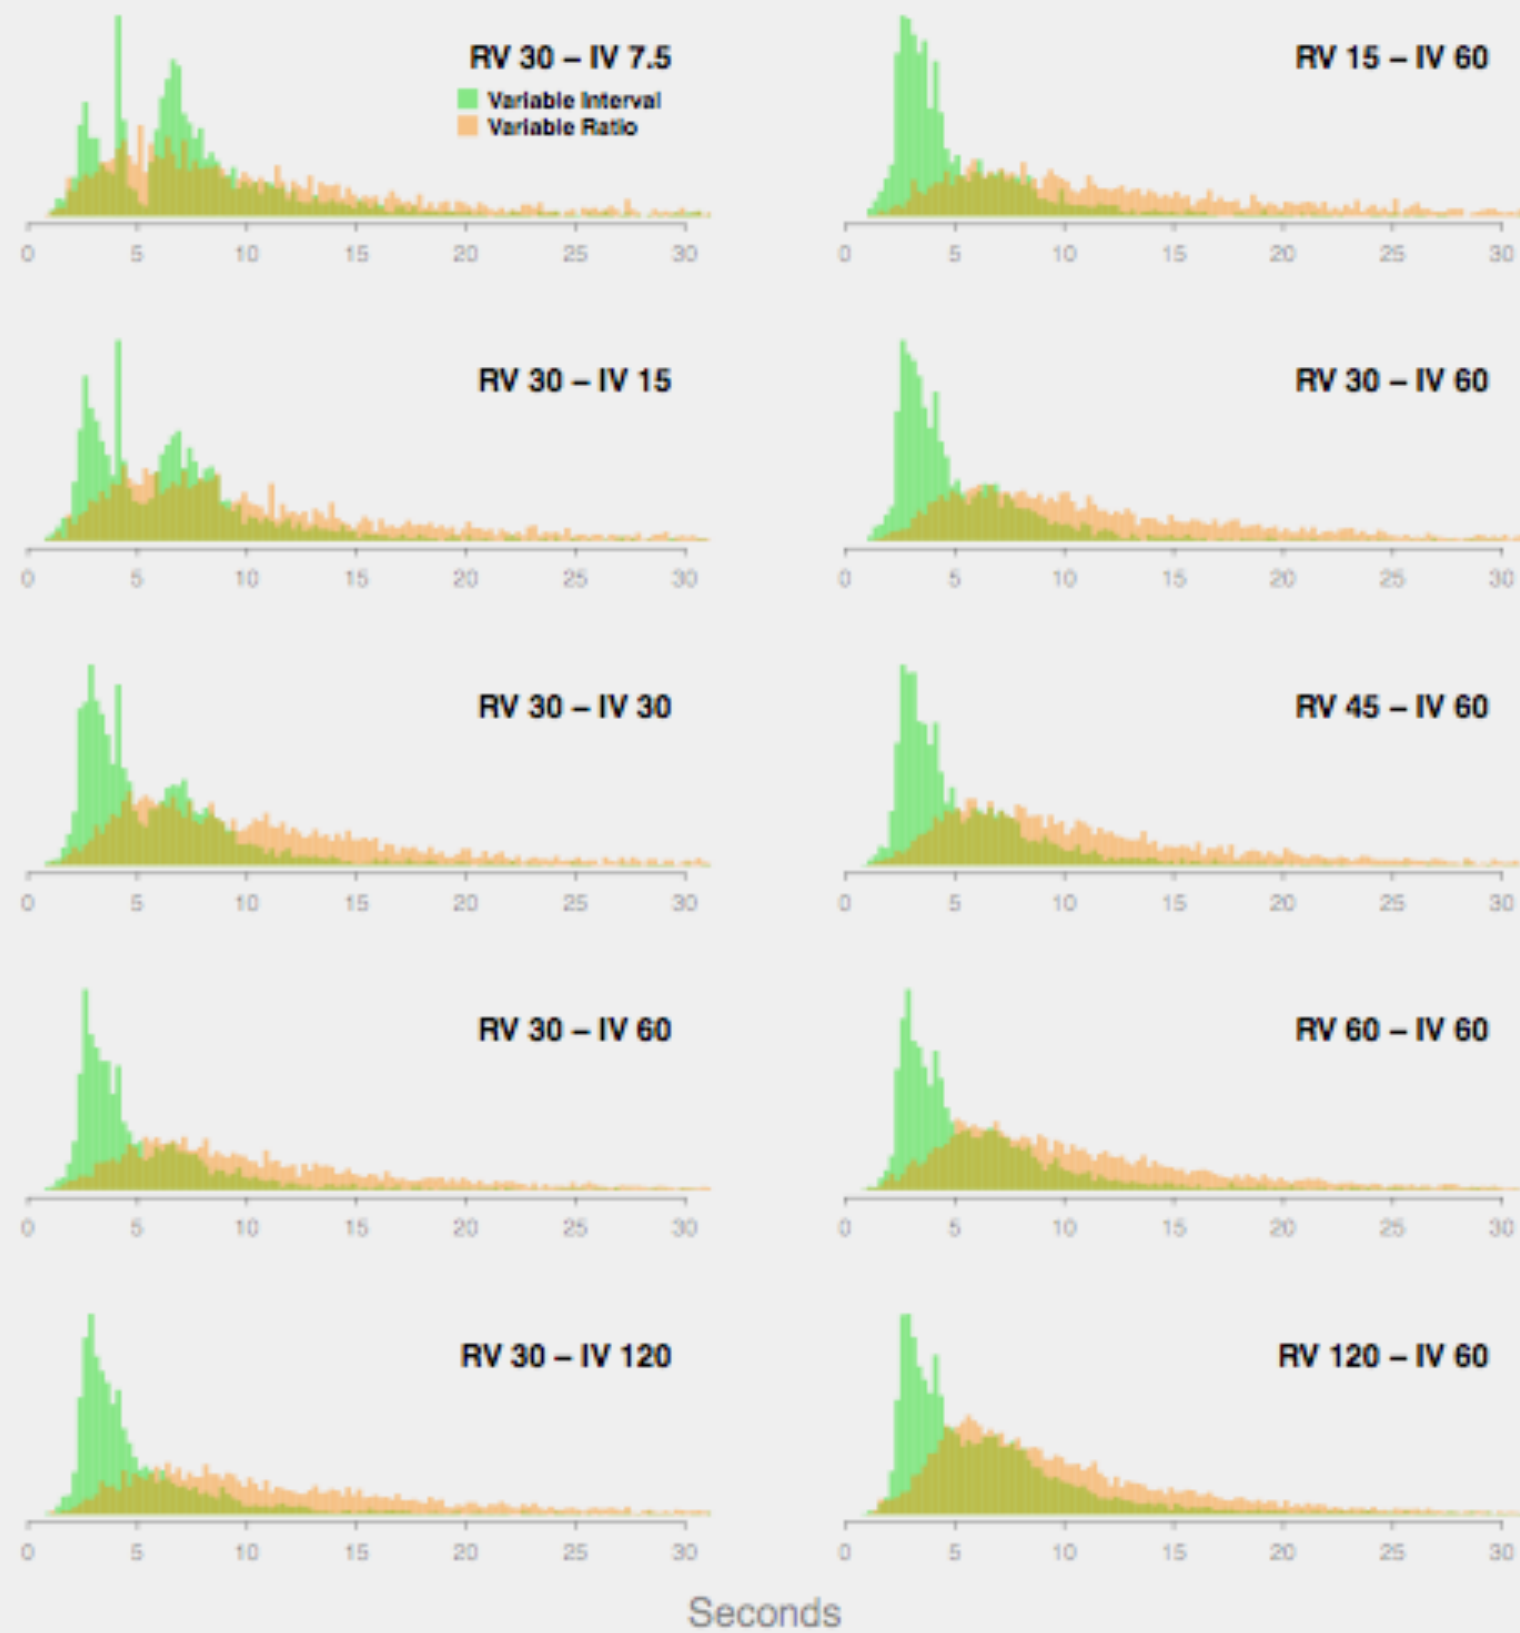 RV 30 – IV 7.5
Variable Interval
Variable Ratio
0 5 10 15 20 25 30
RV 15 – IV 60
0 5 10 15 20 25 30
RV 30 – IV 15
0 5 10 15 20 25 30
RV 30 – IV 60
0 5 10 15 20 25 30
RV 30 – IV 30
0 5 10 15 20 25 30
RV 45 – IV 60
0 5 10 15 20 25 30
RV 30 – IV 60
0 5 10 15 20 25 30
RV 60 – IV 60
0 5 10 15 20 25 30
RV 30 – IV 120
0 5 10 15 20 25 30
RV 120 – IV 60
0 5 10 15 20 25 30
Seconds